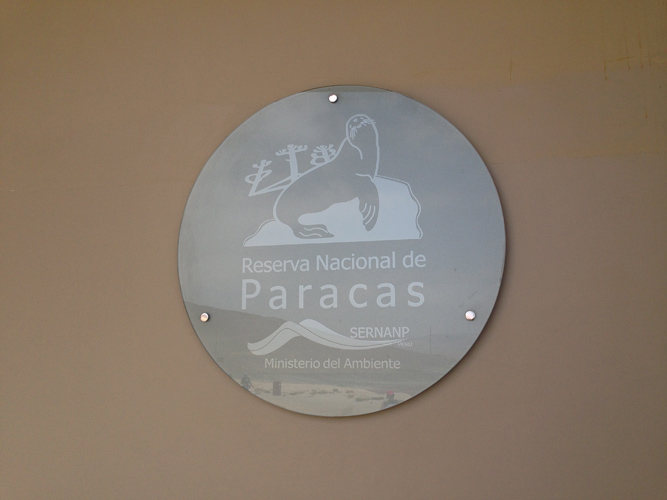 Reserva Nacional de
Paracas
SERNANP
Ministerio del Ambiente